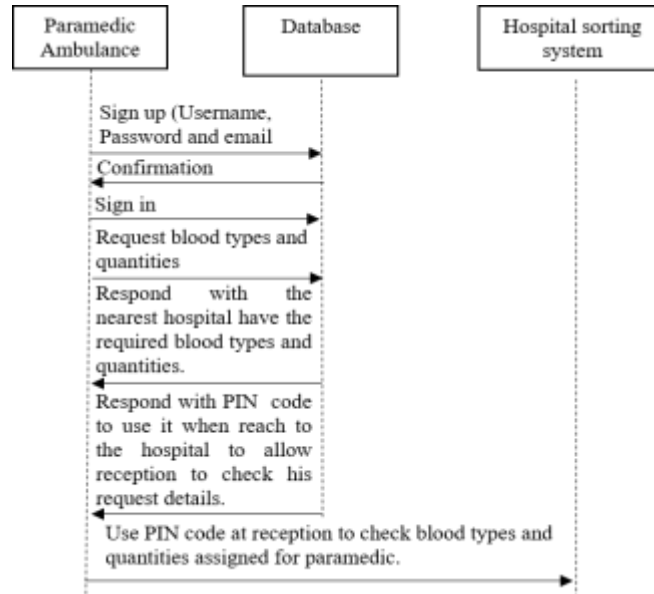 Paramedic
Ambulance
Database
Hospital sorting
system
Sign up (Username,
Password and email
Confirmation
Sign in
Request blood types and
quantities
Respond with the
nearest hospital have the
required blood types and
quantities.
Respond with PIN code
to use it when reach to
the hospital to allow
reception to check his
request details.
Use PIN code at reception to check blood types and
quantities assigned for paramedic.